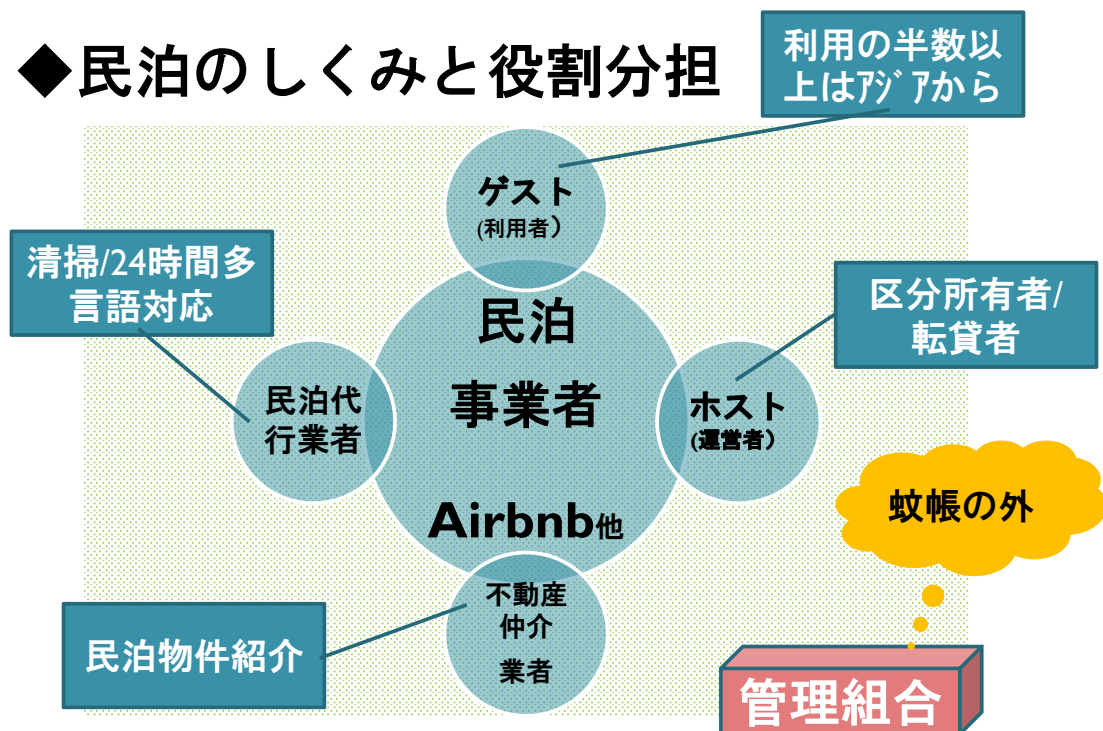 ◆民泊のしくみと役割分担
利用の半数以
上はｱｼﾞｱから
ゲスト
(利用者）
清掃/24時間多
言語対応
区分所有者/
転貸者
民泊
事業者
Airbnb他
民泊代
行業者
ホスト
(運営者）
蚊帳の外
不動産
仲介
業者
民泊物件紹介
管理組合